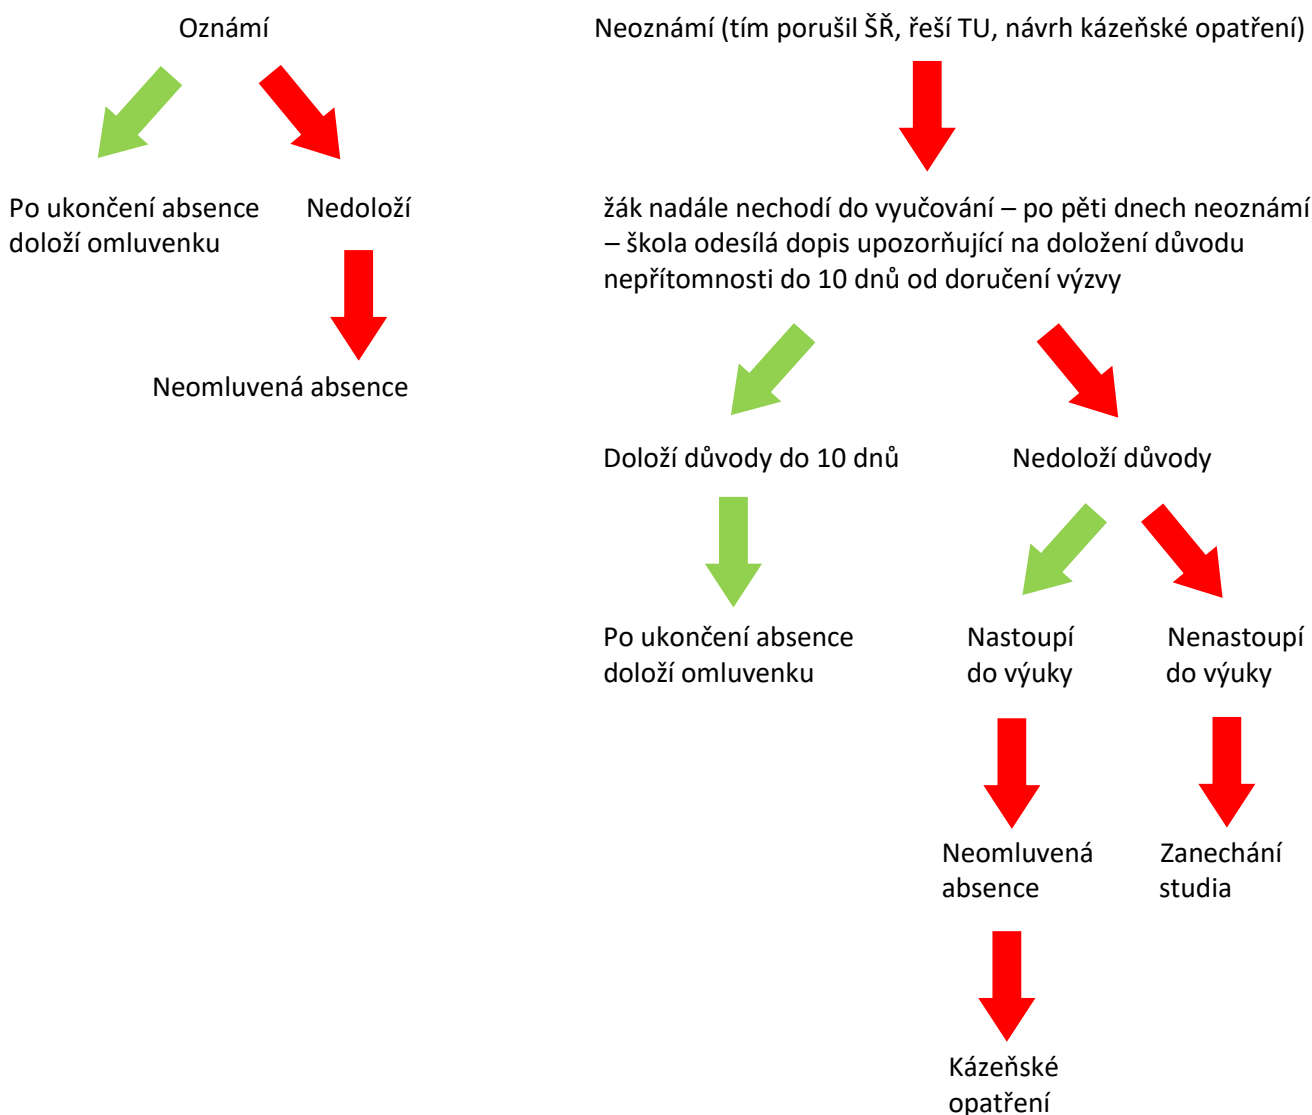 Oznámí
Neoznámí (tím porušil ŠŘ, řeší TU, návrh kázeňské opatření)
Po ukončení absence
doloží omluvenku
Nedoloží
žák nadále nechodí do vyučování – po pěti dnech neoznámí
– škola odesílá dopis upozorňující na doložení důvodu
nepřítomnosti do 10 dnů od doručení výzvy
Neomluvená absence
Doloží důvody do 10 dnů
Nedoloží důvody
Po ukončení absence
doloží omluvenku
Nastoupí
do výuky
Nenastoupí
do výuky
Neomluvená
absence
Zanechání
studia
Kázeňské
opatření